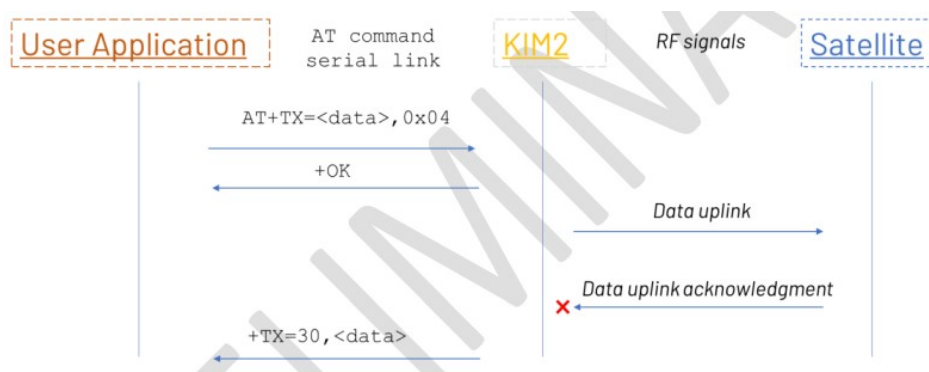 User Application
AT command
serial link
KIM2
RF signals
Satellite
AT+TX=<data>,0x04
+OK
Data uplink
Data uplink acknowledgment
+TX=30,<data>